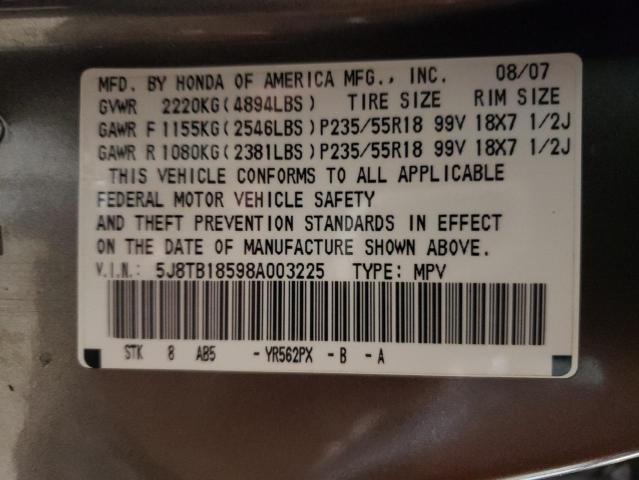 MFD. BY HONDA OF AMERICA MFG., INC. 08/07
GVWR 2220KG(4894LBS) TIRE SIZE RIM SIZE
GAWR F 1155KG(2546LBS) P235/55R18 99V 18X7 1/2J
GAWR R 1080KG(2381LBS) P235/55R18 99V 18X7 1/2J
THIS VEHICLE CONFORMS TO ALL APPLICABLE
FEDERAL MOTOR VEHICLE SAFETY
AND THEFT PREVENTION STANDARDS IN EFFECT
ON THE DATE OF MANUFACTURE SHOWN ABOVE.
V.I.N.: 5J8TB18598A003225 TYPE: MPV
STK 8 AB5 -YR562PX -B -A